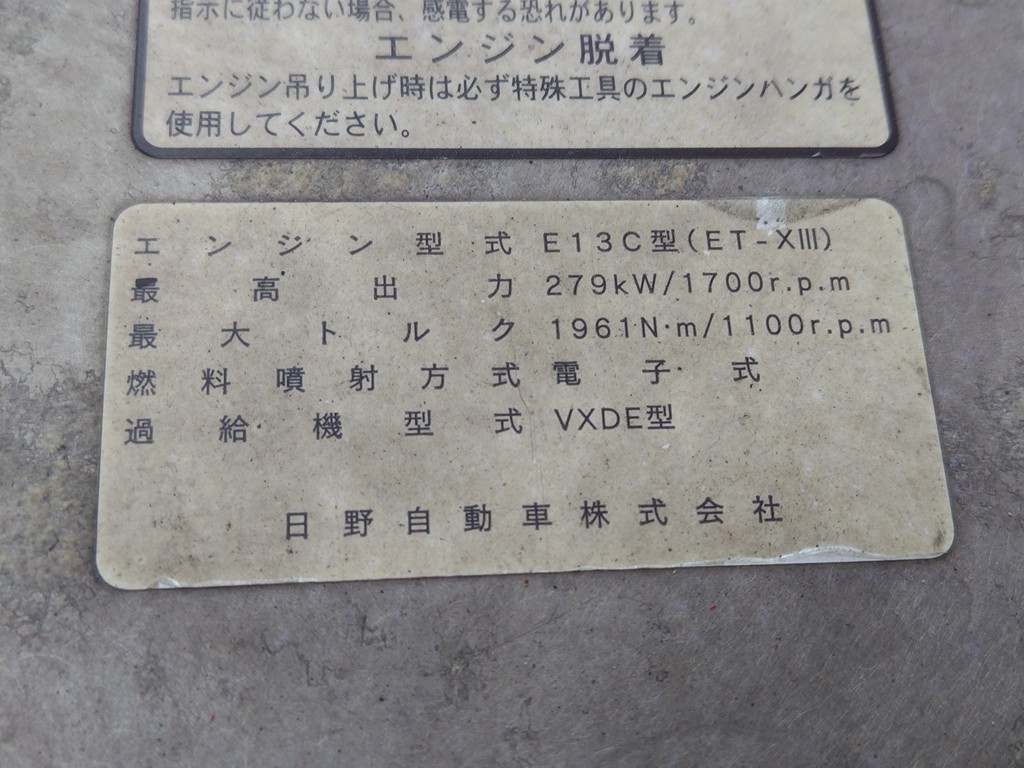 指示に従わない場合、感電する恐れがあります。
エンジン脱着
エンジン吊り上げ時は必ず特殊工具のエンジンハンガを
使用してください。
エンジン型式 E13C型(ET-XIII)
最高出力 279kW/1700r.p.m
最大トルク 1961N·m/1100r.p.m
燃料噴射方式 電子式
過給機型式 VXDE型
日野自動車株式会社